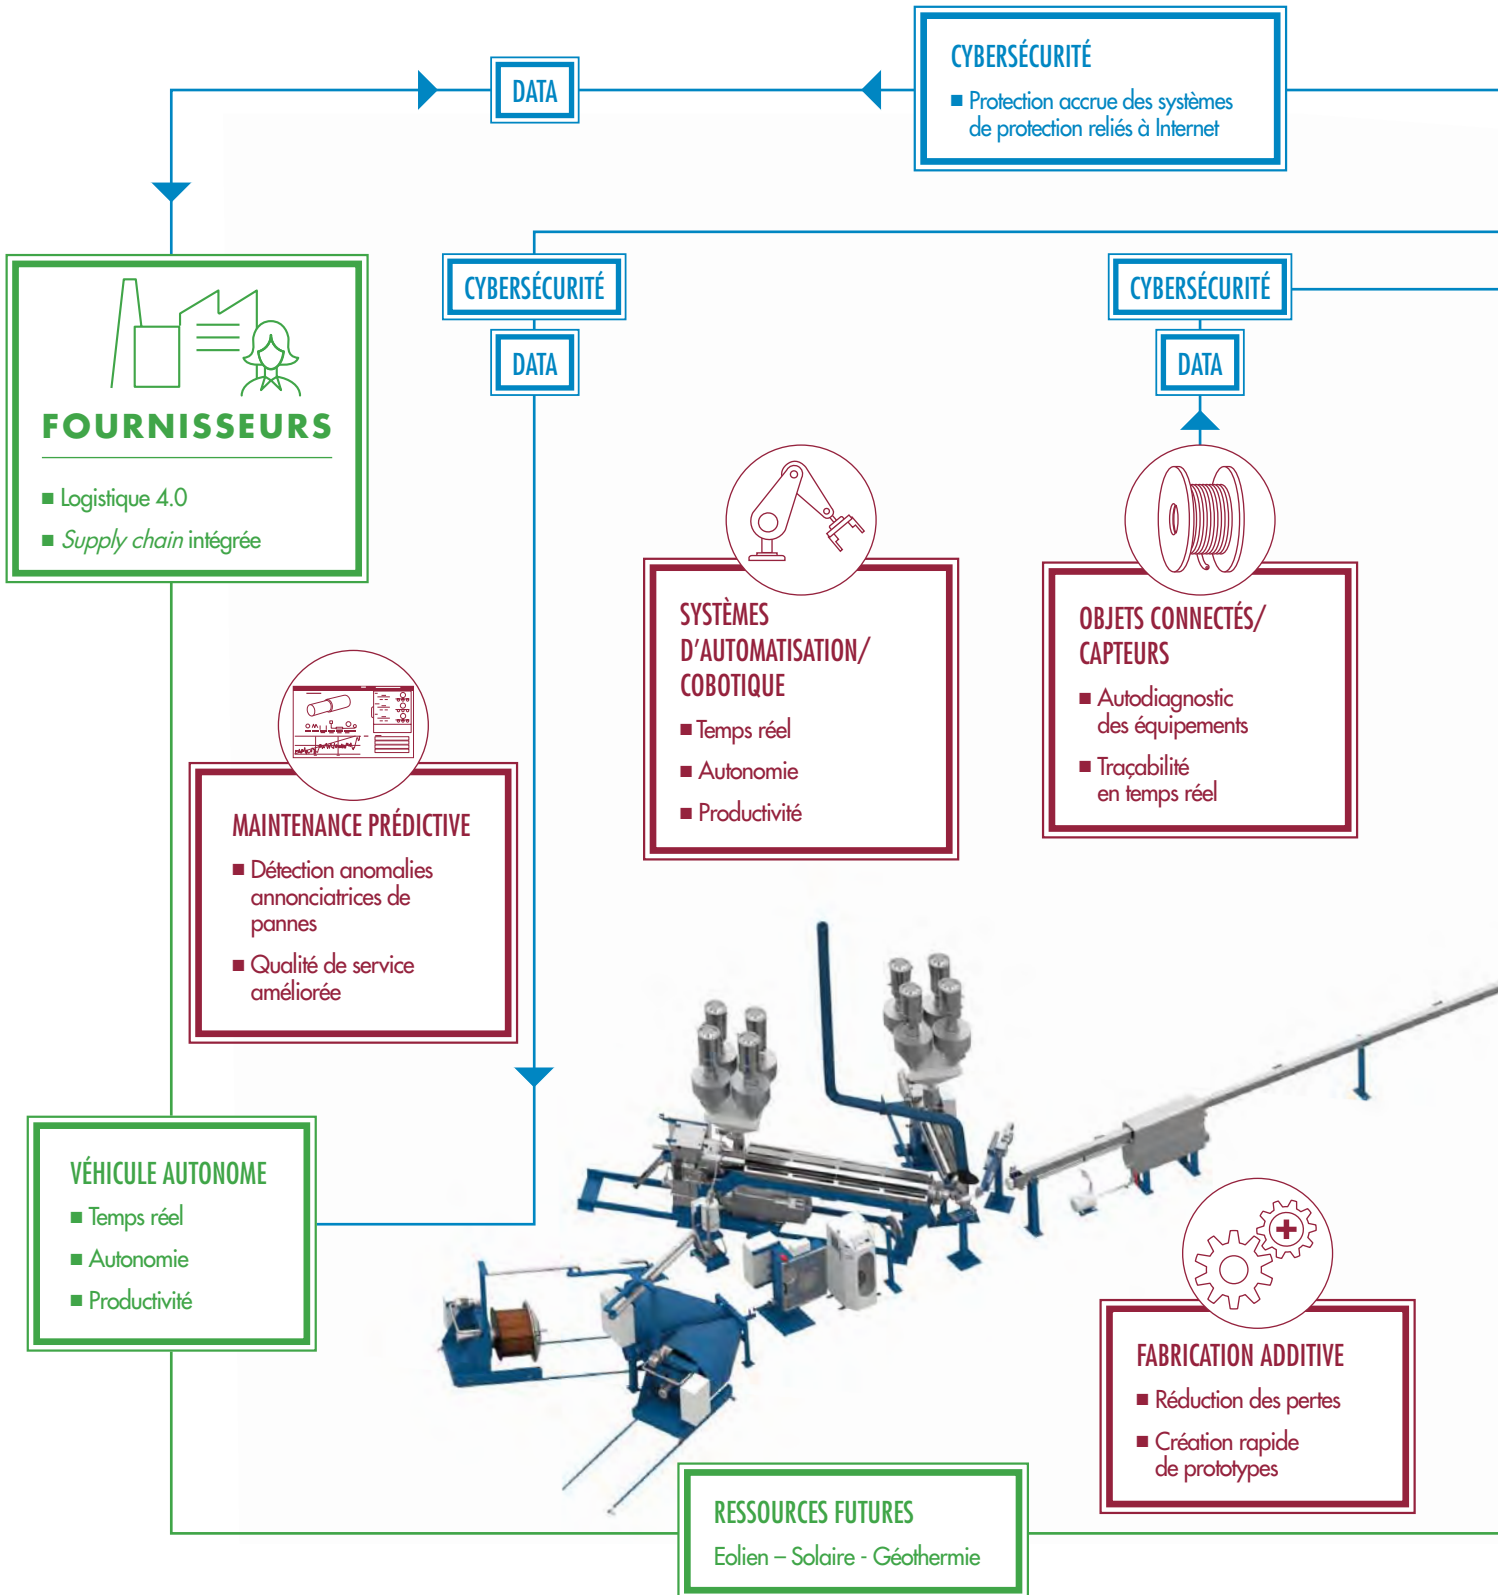 CYBERSÉCURITÉ
■ Protection accrue des systèmes
de protection reliés à Internet
DATA
CYBERSÉCURITÉ
DATA
CYBERSÉCURITÉ
DATA
FOURNISSEURS
■ Logistique 4.0
■ Supply chain intégrée
SYSTÈMES
D’AUTOMATISATION/
COBOTIQUE
■ Temps réel
■ Autonomie
■ Productivité
OBJETS CONNECTÉS/
CAPTEURS
■ Autodiagnostic
des équipements
■ Traçabilité
en temps réel
MAINTENANCE PRÉDICTIVE
■ Détection anomalies
annonciatrices de
pannes
■ Qualité de service
améliorée
VÉHICULE AUTONOME
■ Temps réel
■ Autonomie
■ Productivité
FABRICATION ADDITIVE
■ Réduction des pertes
■ Création rapide
de prototypes
RESSOURCES FUTURES
Eolien – Solaire - Géothermie